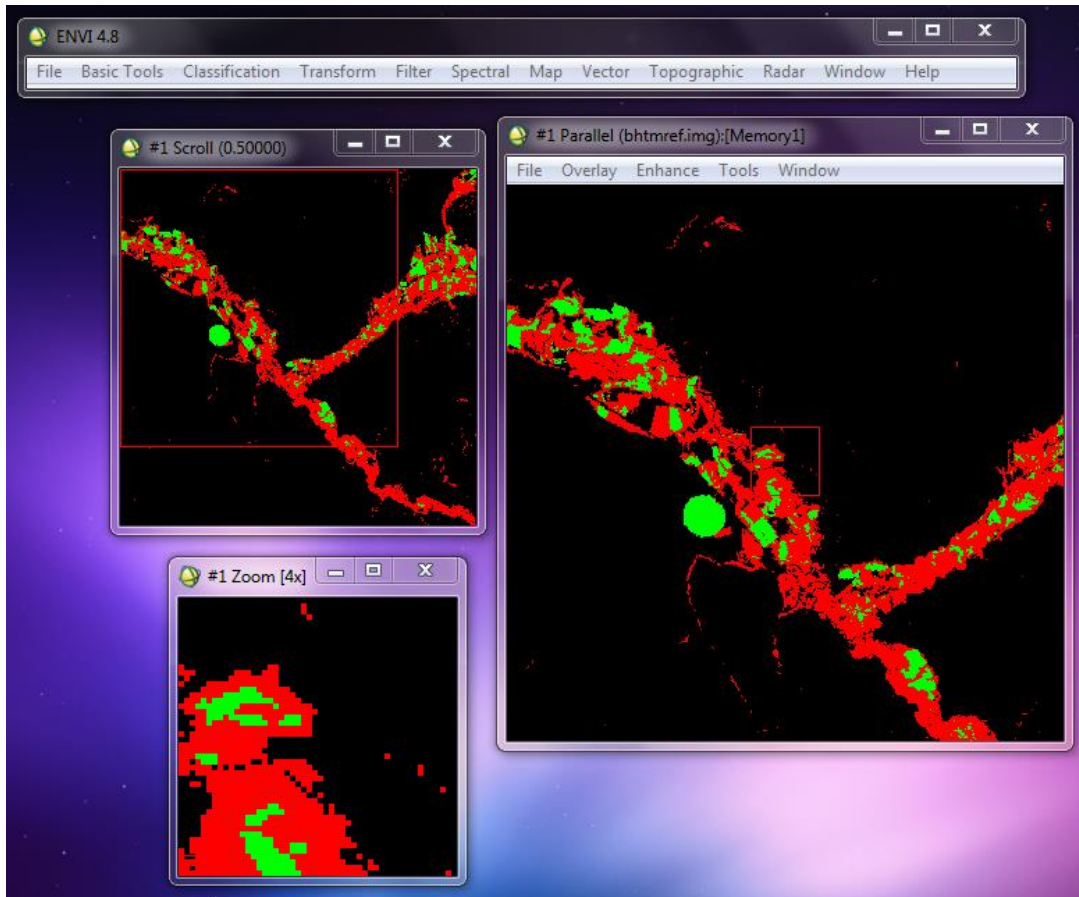 ENVI 4.8
File Basic Tools Classification Transform Filter Spectral Map Vector Topographic Radar Window Help
#1 Scroll (0.50000)
#1 Parallel (bhtmref.img):[Memory1]
File Overlay Enhance Tools Window
#1 Zoom [4x]